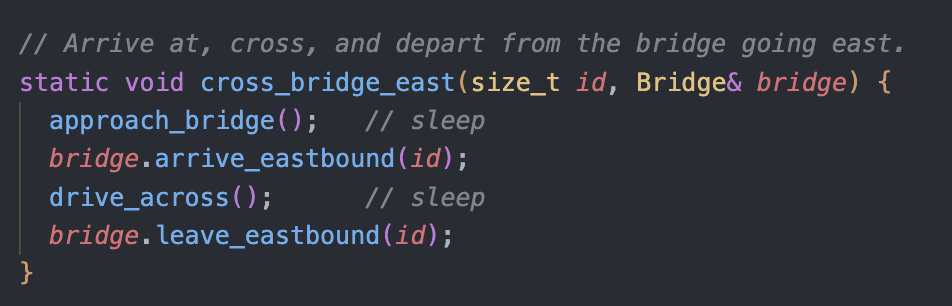 // Arrive at, cross, and depart from the bridge going east.
static void cross_bridge_east(size_t id, Bridge& bridge) {
  approach_bridge();   // sleep
  bridge.arrive_eastbound(id);
  drive_across();      // sleep
  bridge.leave_eastbound(id);
}